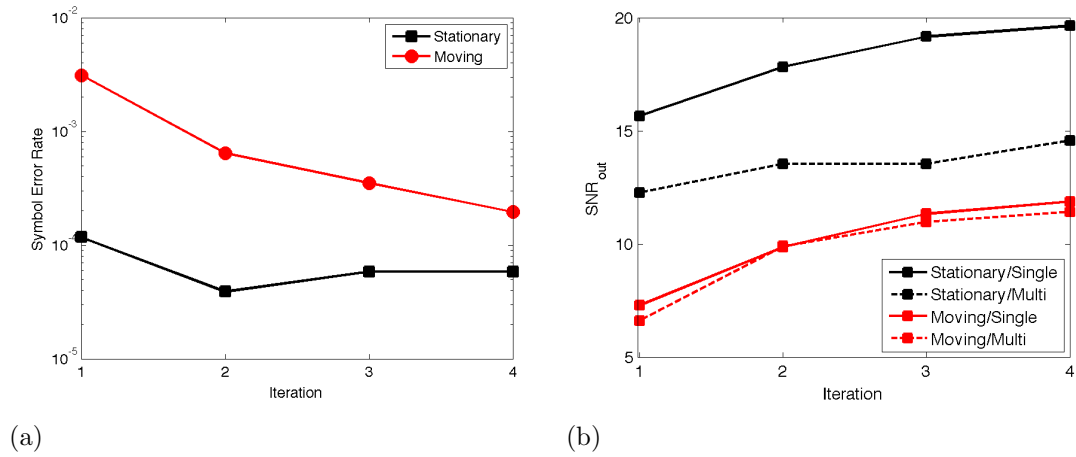 10^-2
10^-3
10^-4
10^-5
Symbol Error Rate
1 2 3 4
Iteration
Stationary
Moving
(a)
20
15
10
5
SNR_out
1 2 3 4
Iteration
Stationary/Single
Stationary/Multi
Moving/Single
Moving/Multi
(b)